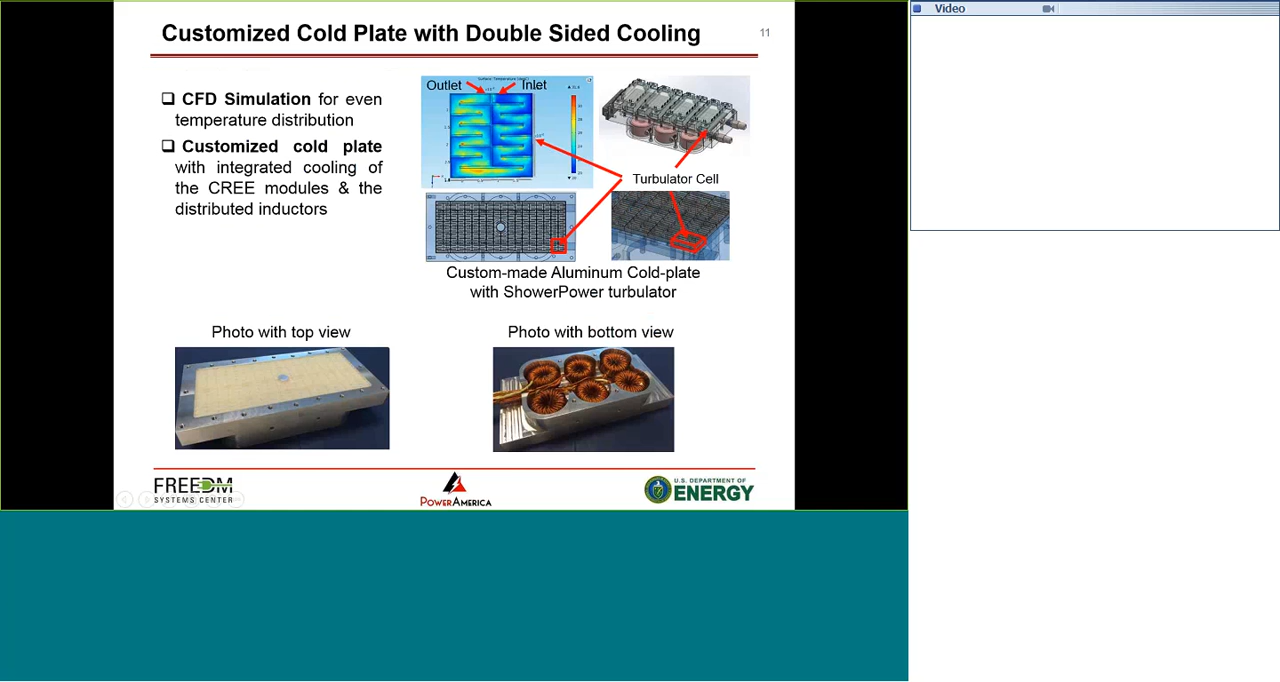 Video
Customized Cold Plate with Double Sided Cooling
11
CFD Simulation for even
temperature distribution
Customized cold plate
with integrated cooling of
the CREE modules & the
distributed inductors
Outlet
Inlet
Turbulator Cell
Custom-made Aluminum Cold-plate
with ShowerPower turbulator
Photo with top view
Photo with bottom view
FREEDM
SYSTEMS CENTER
POWERAMERICA
U.S. DEPARTMENT OF
ENERGY